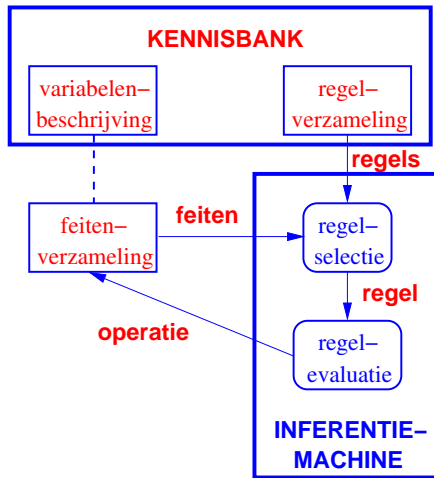 KENNISBANK
variabelen–
beschrijving
regel–
verzameling
regels
feiten–
verzameling
feiten
regel–
selectie
regel
operatie
regel–
evaluatie
INFERENTIE–
MACHINE